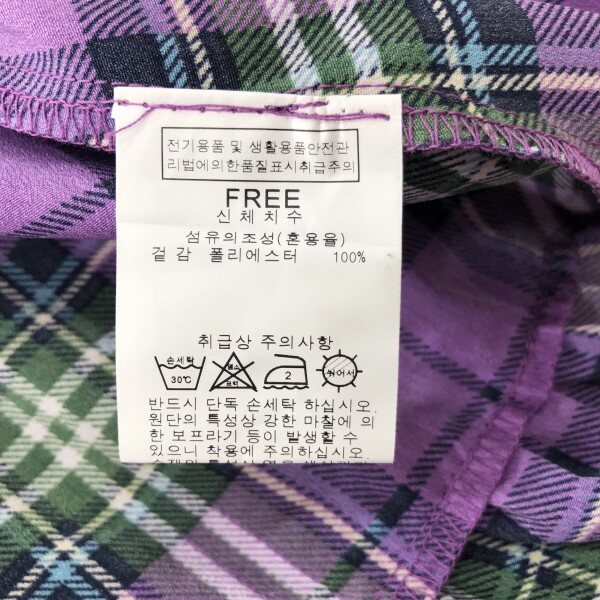 전기용품 및 생활용품안전관
리법에의한품질표시취급주의
FREE
신체치수
섬유의조성(혼용율)
겉감 폴리에스터 100%
취급상 주의사항
손세탁 30℃ 염소 표백 2 뉘어서
반드시 단독 손세탁 하십시오.
원단의 특성상 강한 마찰에 의
한 보프라기 등이 발생할 수
있으니 착용에 주의하십시오